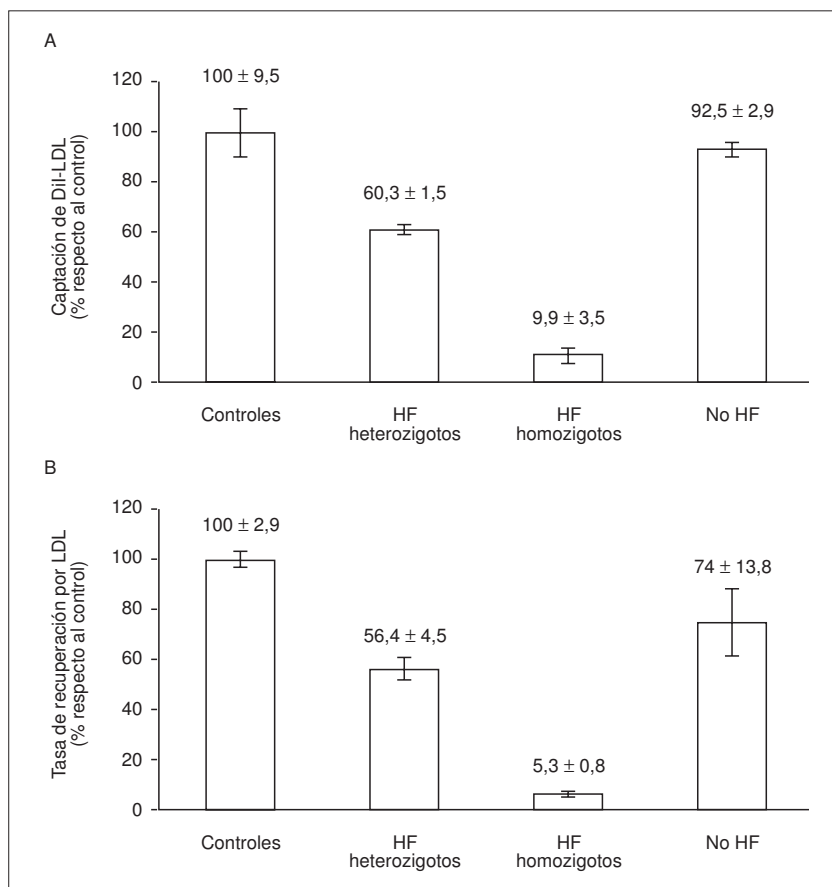 A
Captación de DiI-LDL
(% respecto al control)
120
100
80
60
40
20
0
100 ± 9,5
60,3 ± 1,5
9,9 ± 3,5
92,5 ± 2,9
Controles
HF
heterozigotos
HF
homozigotos
No HF
B
Tasa de recuperación por LDL
(% respecto al control)
120
100
80
60
40
20
0
100 ± 2,9
56,4 ± 4,5
5,3 ± 0,8
74 ± 13,8
Controles
HF
heterozigotos
HF
homozigotos
No HF